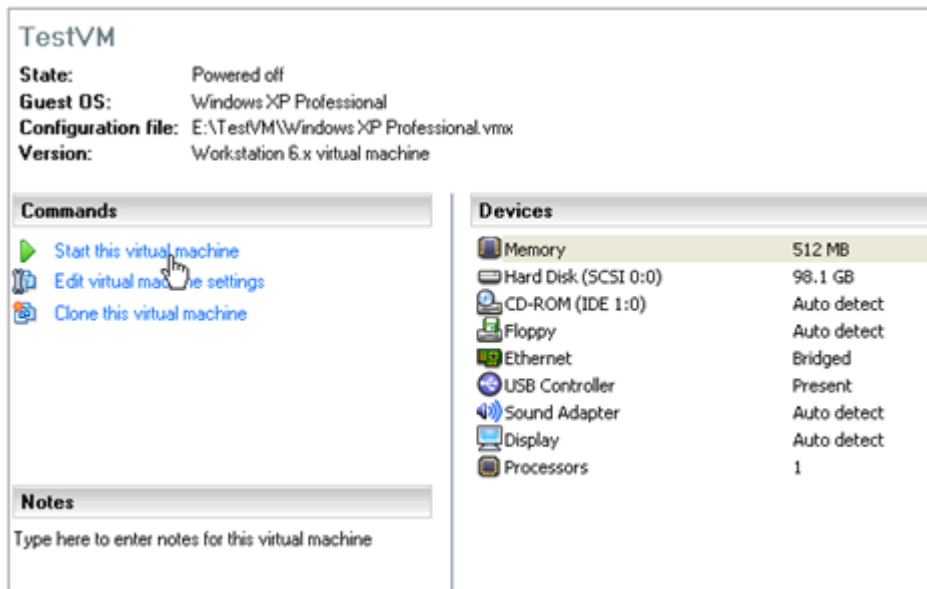 TestVM
State: Powered off
Guest OS: Windows XP Professional
Configuration file: E:\TestVM\Windows XP Professional.vmx
Version: Workstation 6.x virtual machine
Commands
Start this virtual machine
Edit virtual machine settings
Clone this virtual machine
Notes
Type here to enter notes for this virtual machine
Devices
Memory 512 MB
Hard Disk (SCSI 0:0) 98.1 GB
CD-ROM (IDE 1:0) Auto detect
Floppy Auto detect
Ethernet Bridged
USB Controller Present
Sound Adapter Auto detect
Display Auto detect
Processors 1